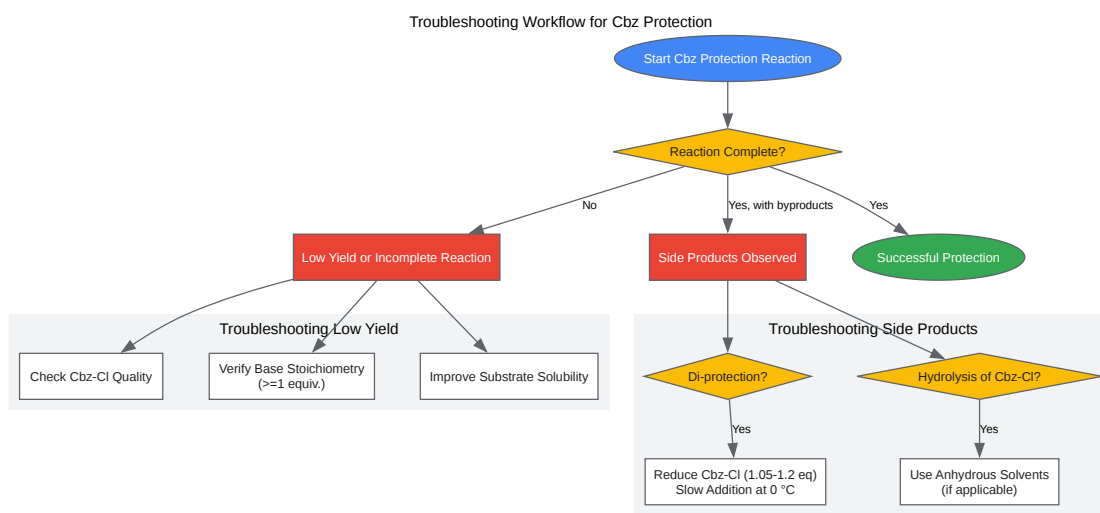 Troubleshooting Workflow for Cbz Protection
Start Cbz Protection Reaction
Reaction Complete?
No
Yes, with byproducts
Yes
Low Yield or Incomplete Reaction
Side Products Observed
Successful Protection
Troubleshooting Low Yield
Check Cbz-Cl Quality
Verify Base Stoichiometry
(>=1 equiv.)
Improve Substrate Solubility
Troubleshooting Side Products
Di-protection?
Hydrolysis of Cbz-Cl?
Yes
Yes
Reduce Cbz-Cl (1.05-1.2 eq)
Slow Addition at 0 °C
Use Anhydrous Solvents
(if applicable)